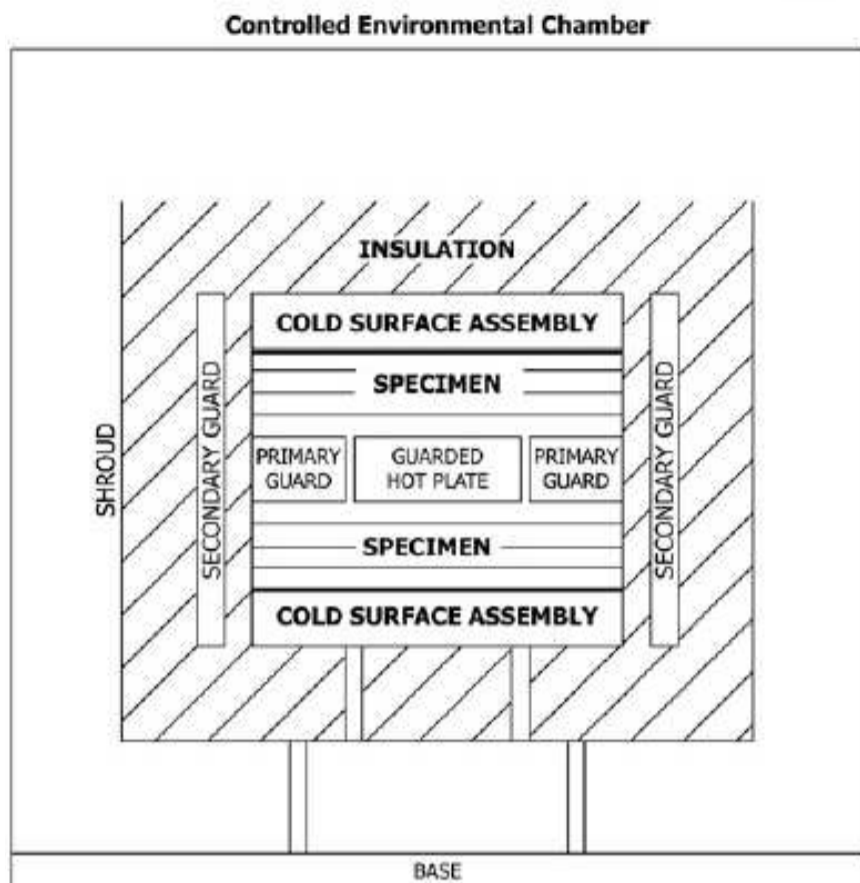 Controlled Environmental Chamber
INSULATION
COLD SURFACE ASSEMBLY
SPECIMEN
SHROUD
SECONDARY GUARD
PRIMARY
GUARD
GUARDED
HOT PLATE
PRIMARY
GUARD
SECONDARY GUARD
SPECIMEN
COLD SURFACE ASSEMBLY
BASE